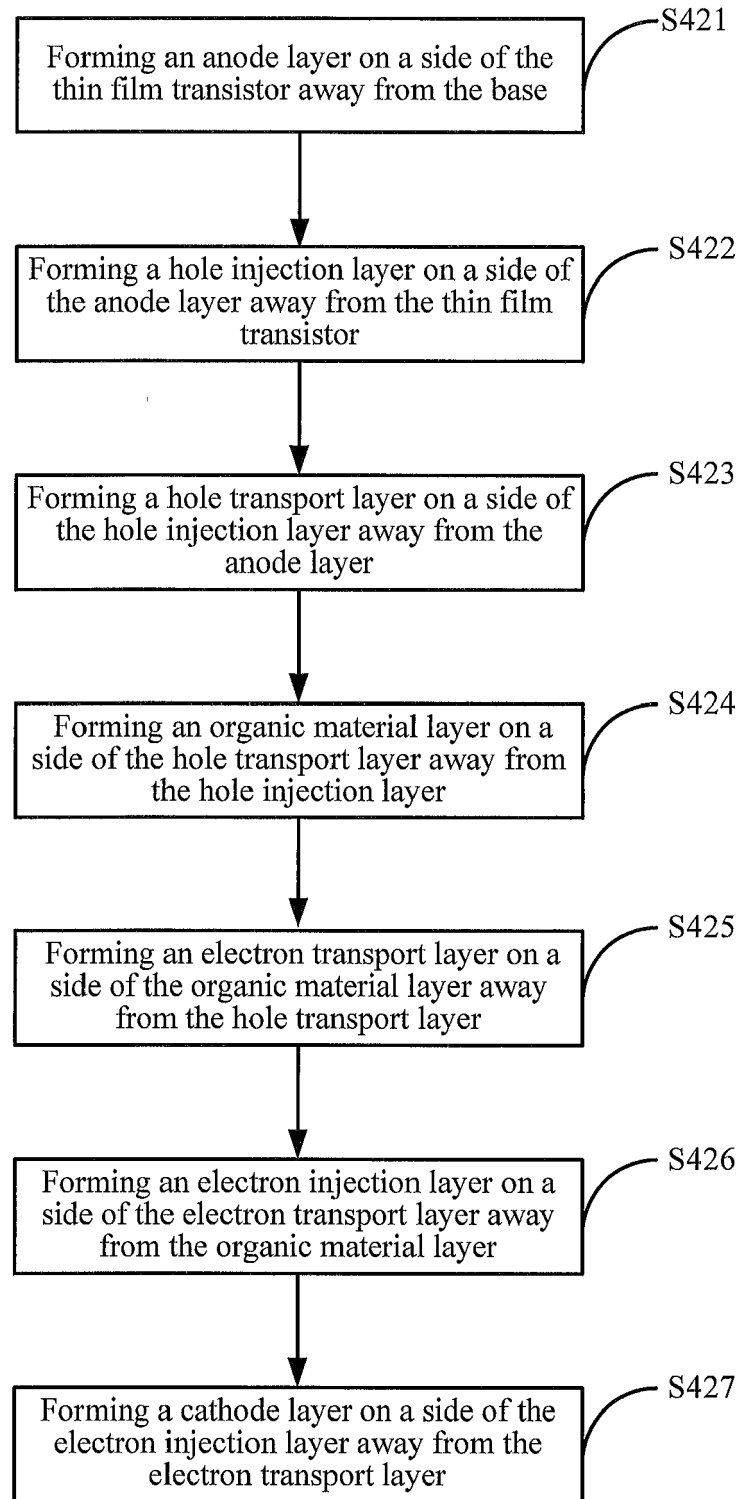 S421
Forming an anode layer on a side of the
thin film transistor away from the base
S422
Forming a hole injection layer on a side of
the anode layer away from the thin film
transistor
S423
Forming a hole transport layer on a side of
the hole injection layer away from the
anode layer
S424
Forming an organic material layer on a
side of the hole transport layer away from
the hole injection layer
S425
Forming an electron transport layer on a
side of the organic material layer away
from the hole transport layer
S426
Forming an electron injection layer on a
side of the electron transport layer away
from the organic material layer
S427
Forming a cathode layer on a side of the
electron injection layer away from the
electron transport layer